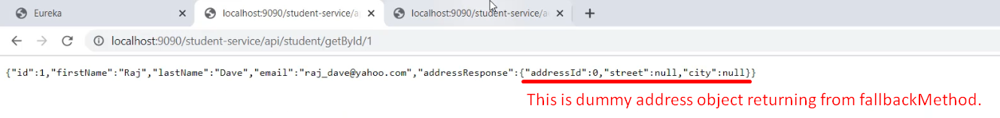 Eureka
localhost:9090/student-service/a
localhost:9090/student-service/a
localhost:9090/student-service/api/student/getById/1
{"id":1,"firstName":"Raj","lastName":"Dave","email":"raj_dave@yahoo.com","addressResponse":{"addressId":0,"street":null,"city":null}}
This is dummy address object returning from fallbackMethod.